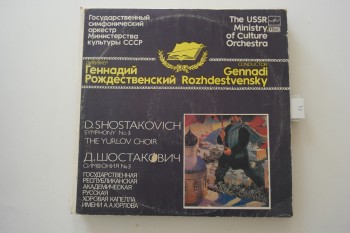 Государственный
симфонический
оркестр
Министерства
культуры СССР
The USSR
Ministry
of Culture
Orchestra
CONDUCTOR
Геннадий
Рождественский
Gennadi
Rozhdestvensky
D. SHOSTAKOVICH
SYMPHONY No. 3
THE YURLOV CHOIR
Д. ШОСТАКОВИЧ
СИМФОНИЯ № 3
ГОСУДАРСТВЕННАЯ
РЕСПУБЛИКАНСКАЯ
АКАДЕМИЧЕСКАЯ
РУССКАЯ
ХОРОВАЯ КАПЕЛЛА
ИМЕНИ А.А.ЮРЛОВА